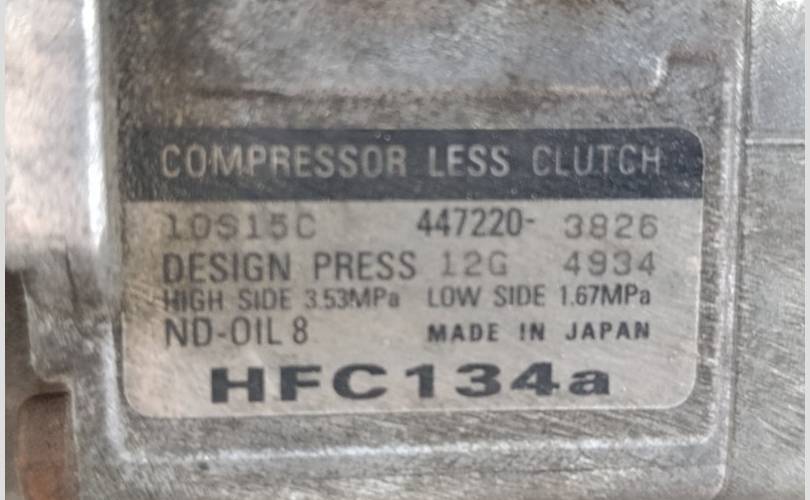 COMPRESSOR LESS CLUTCH
10S15C 447220- 3826
DESIGN PRESS 12G 4934
HIGH SIDE 3.53MPa LOW SIDE 1.67MPa
ND-OIL 8 MADE IN JAPAN
HFC134a